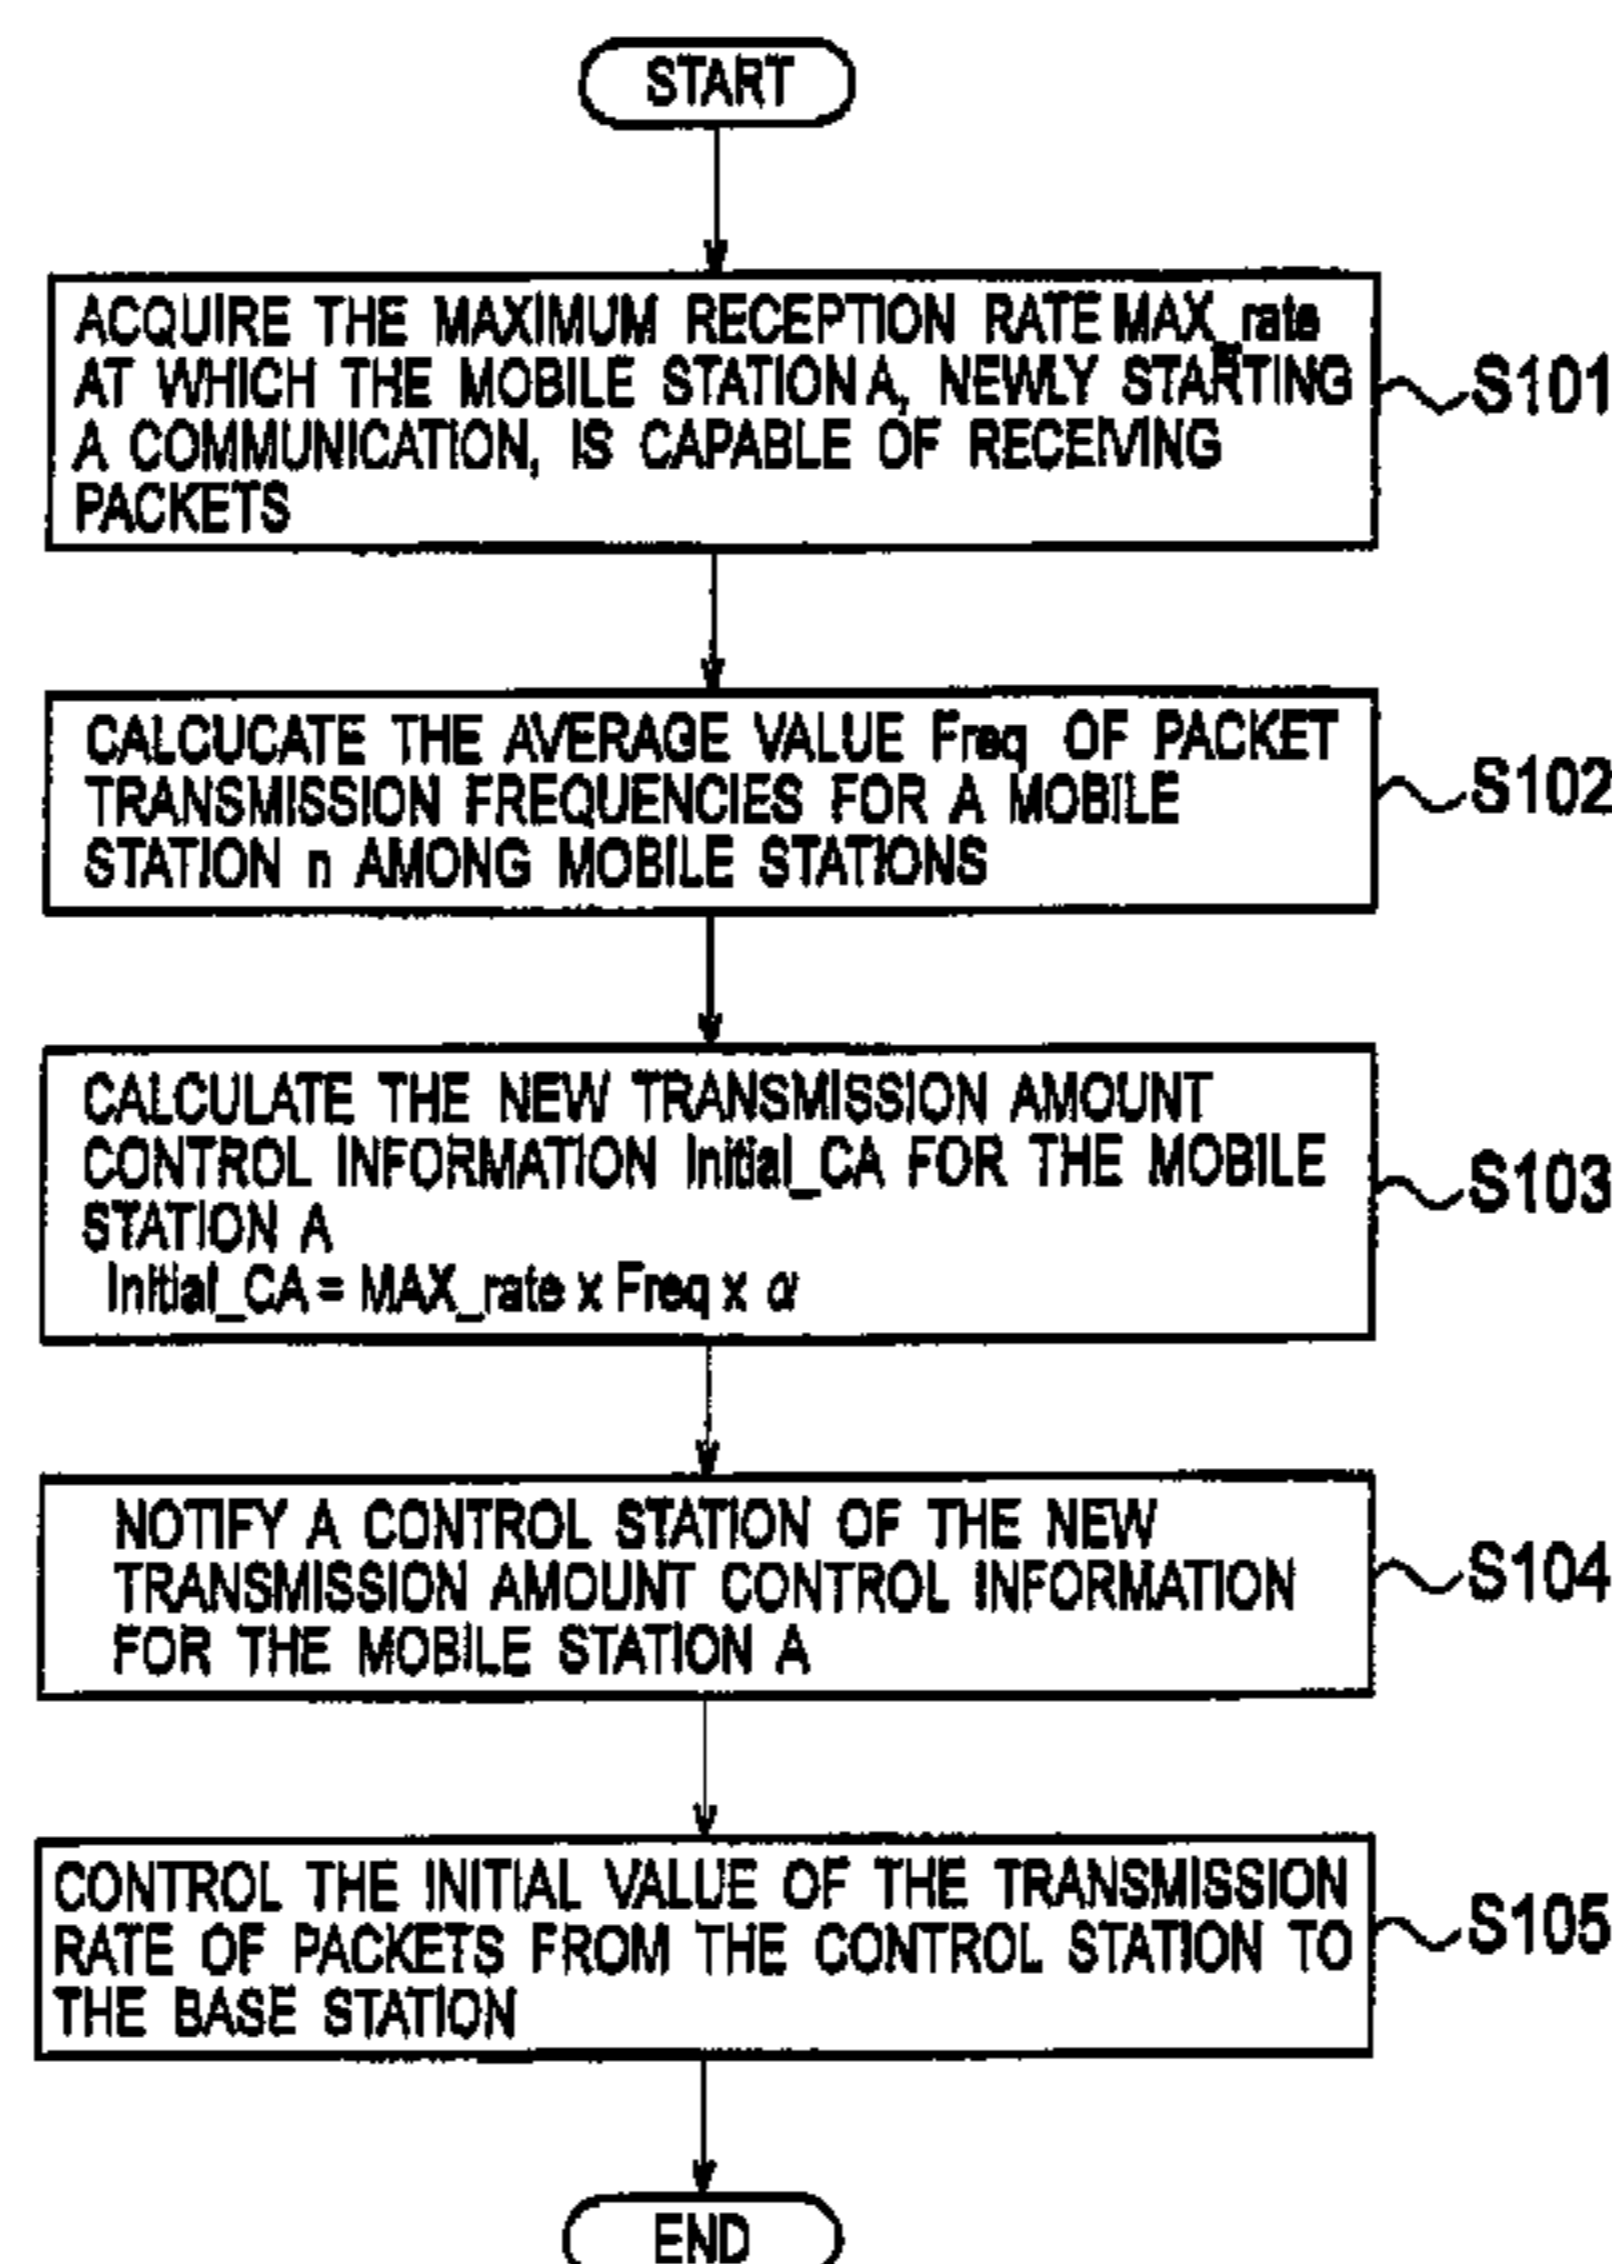 START
ACQUIRE THE MAXIMUM RECEPTION RATE MAX_rate
AT WHICH THE MOBILE STATION A, NEWLY STARTING
A COMMUNICATION, IS CAPABLE OF RECEIVING
PACKETS
S101
CALCUCATE THE AVERAGE VALUE Freq OF PACKET
TRANSMISSION FREQUENCIES FOR A MOBILE
STATION n AMONG MOBILE STATIONS
S102
CALCULATE THE NEW TRANSMISSION AMOUNT
CONTROL INFORMATION Initial_CA FOR THE MOBILE
STATION A
Initial_CA = MAX_rate x Freq x α
S103
NOTIFY A CONTROL STATION OF THE NEW
TRANSMISSION AMOUNT CONTROL INFORMATION
FOR THE MOBILE STATION A
S104
CONTROL THE INITIAL VALUE OF THE TRANSMISSION
RATE OF PACKETS FROM THE CONTROL STATION TO
THE BASE STATION
S105
END